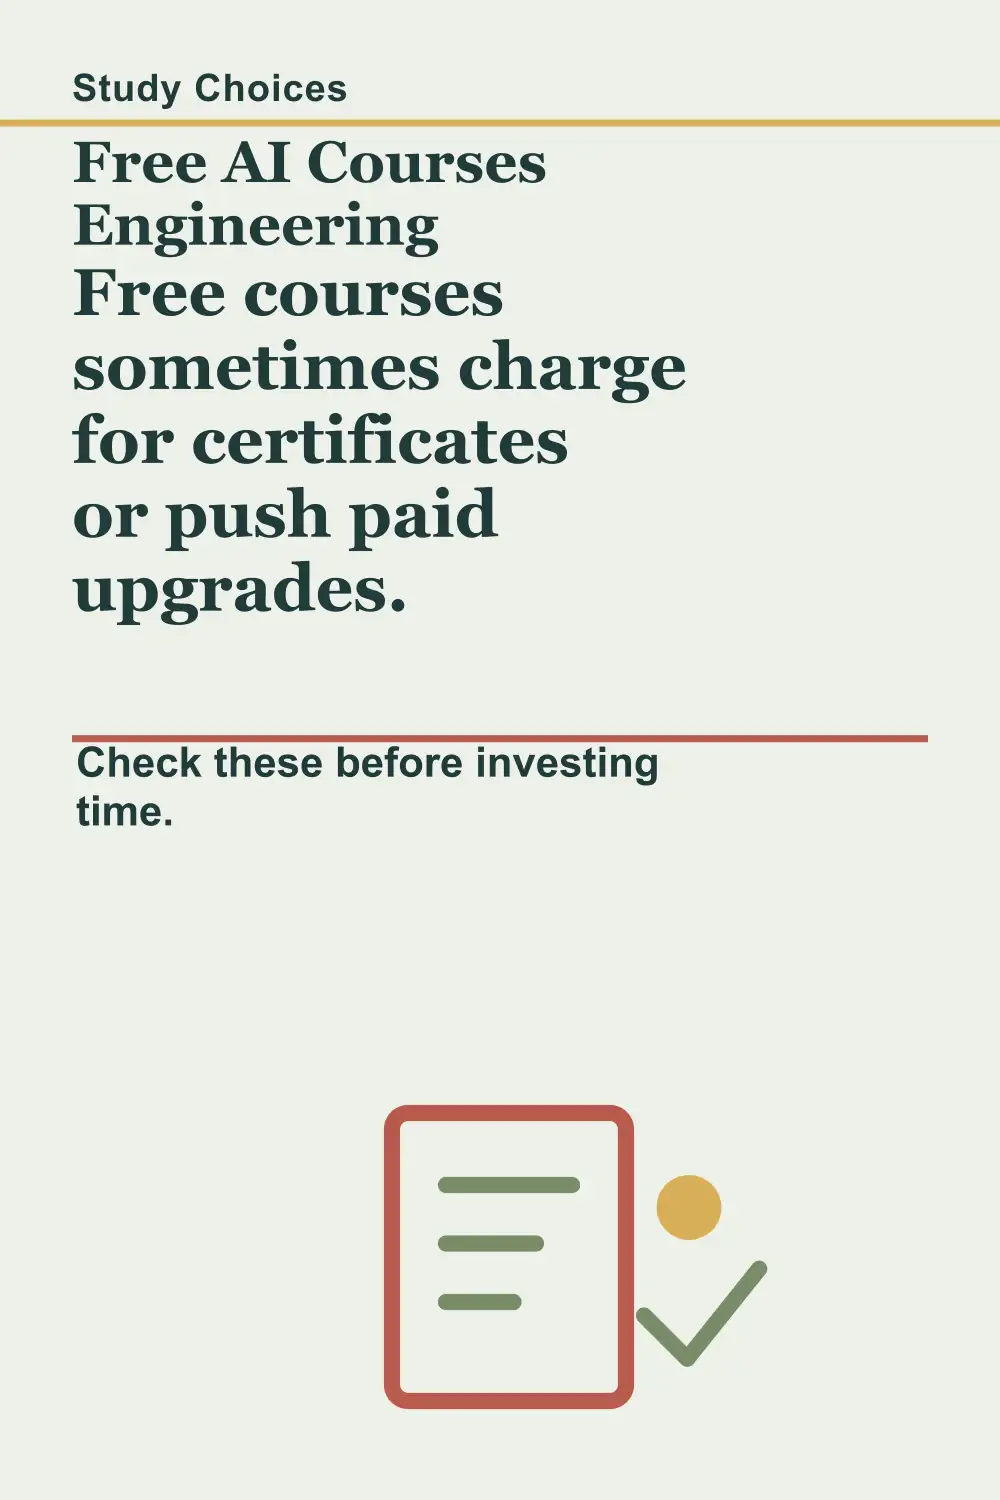 Study Choices
Free AI Courses
Engineering
Free courses
sometimes charge
for certificates
or push paid
upgrades.
Check these before investing
time.